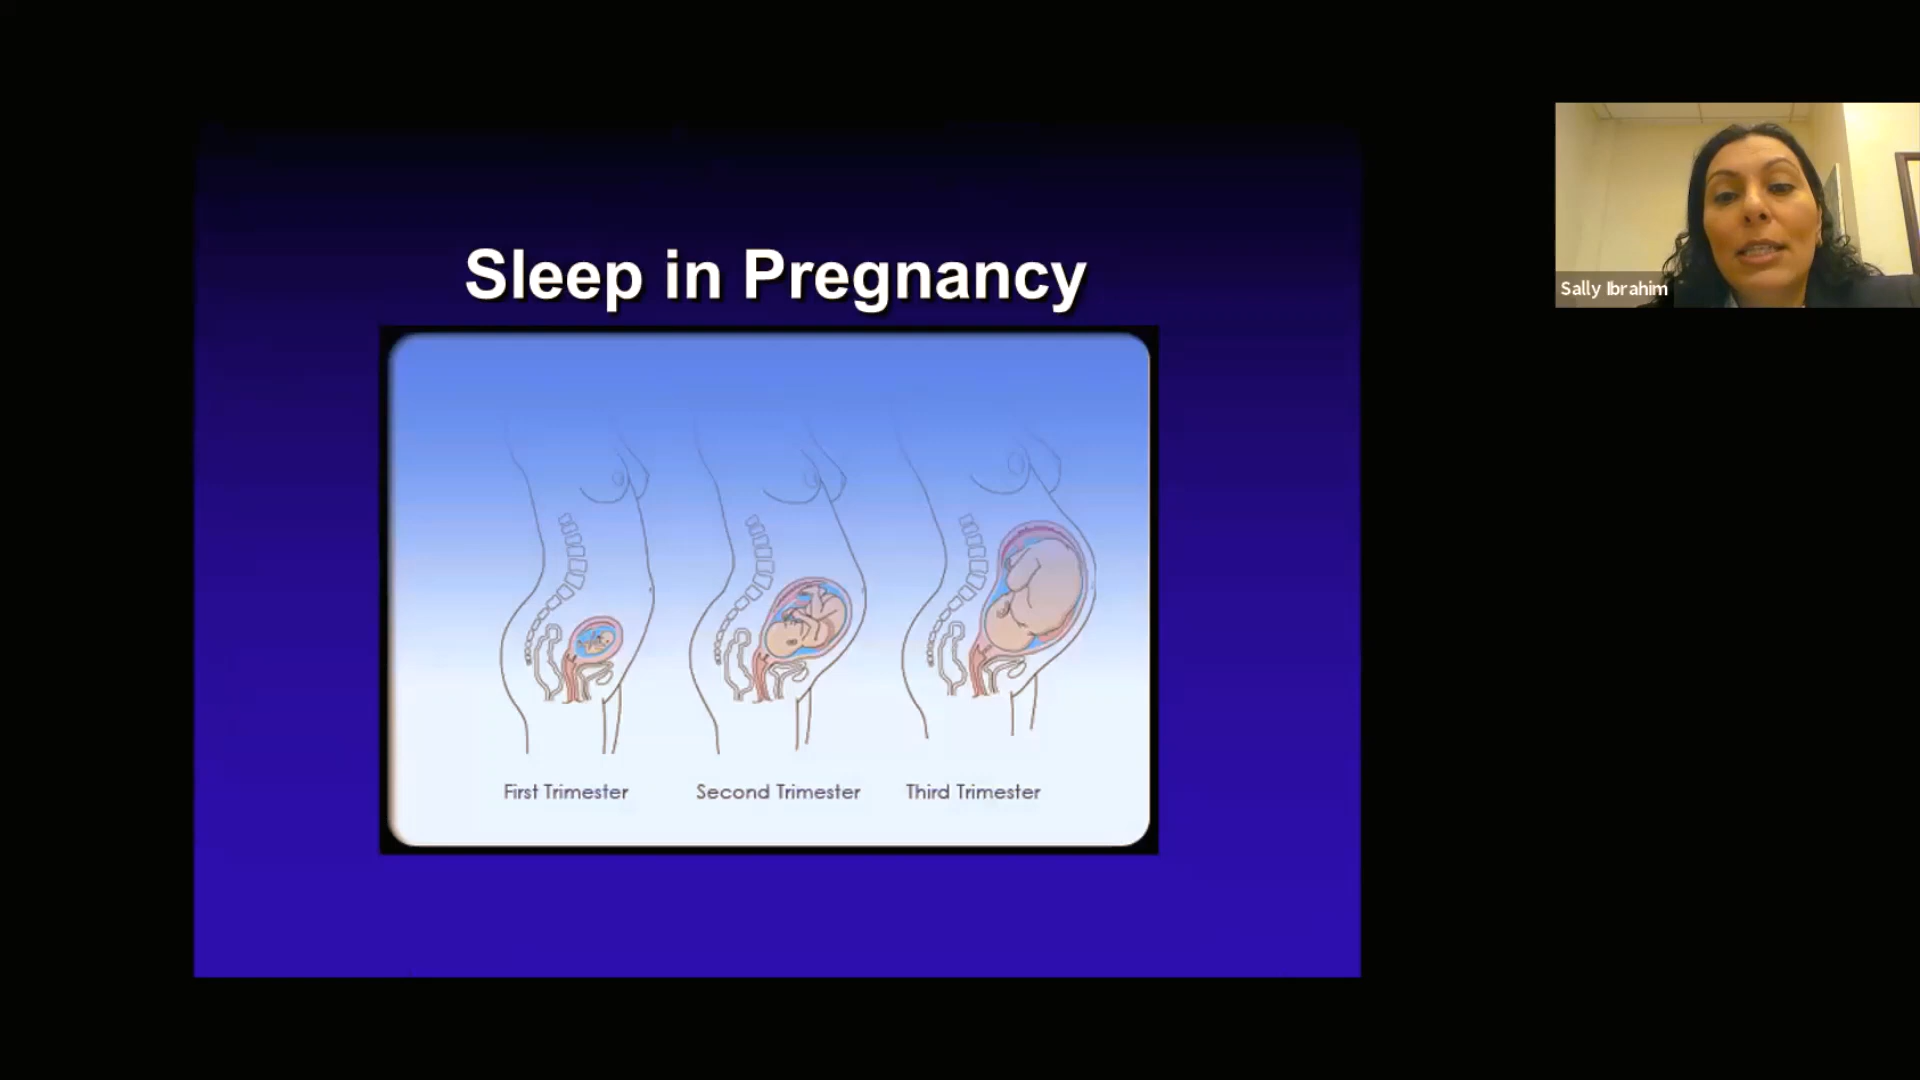 Sleep in Pregnancy
First Trimester
Second Trimester
Third Trimester
Sally Ibrahim